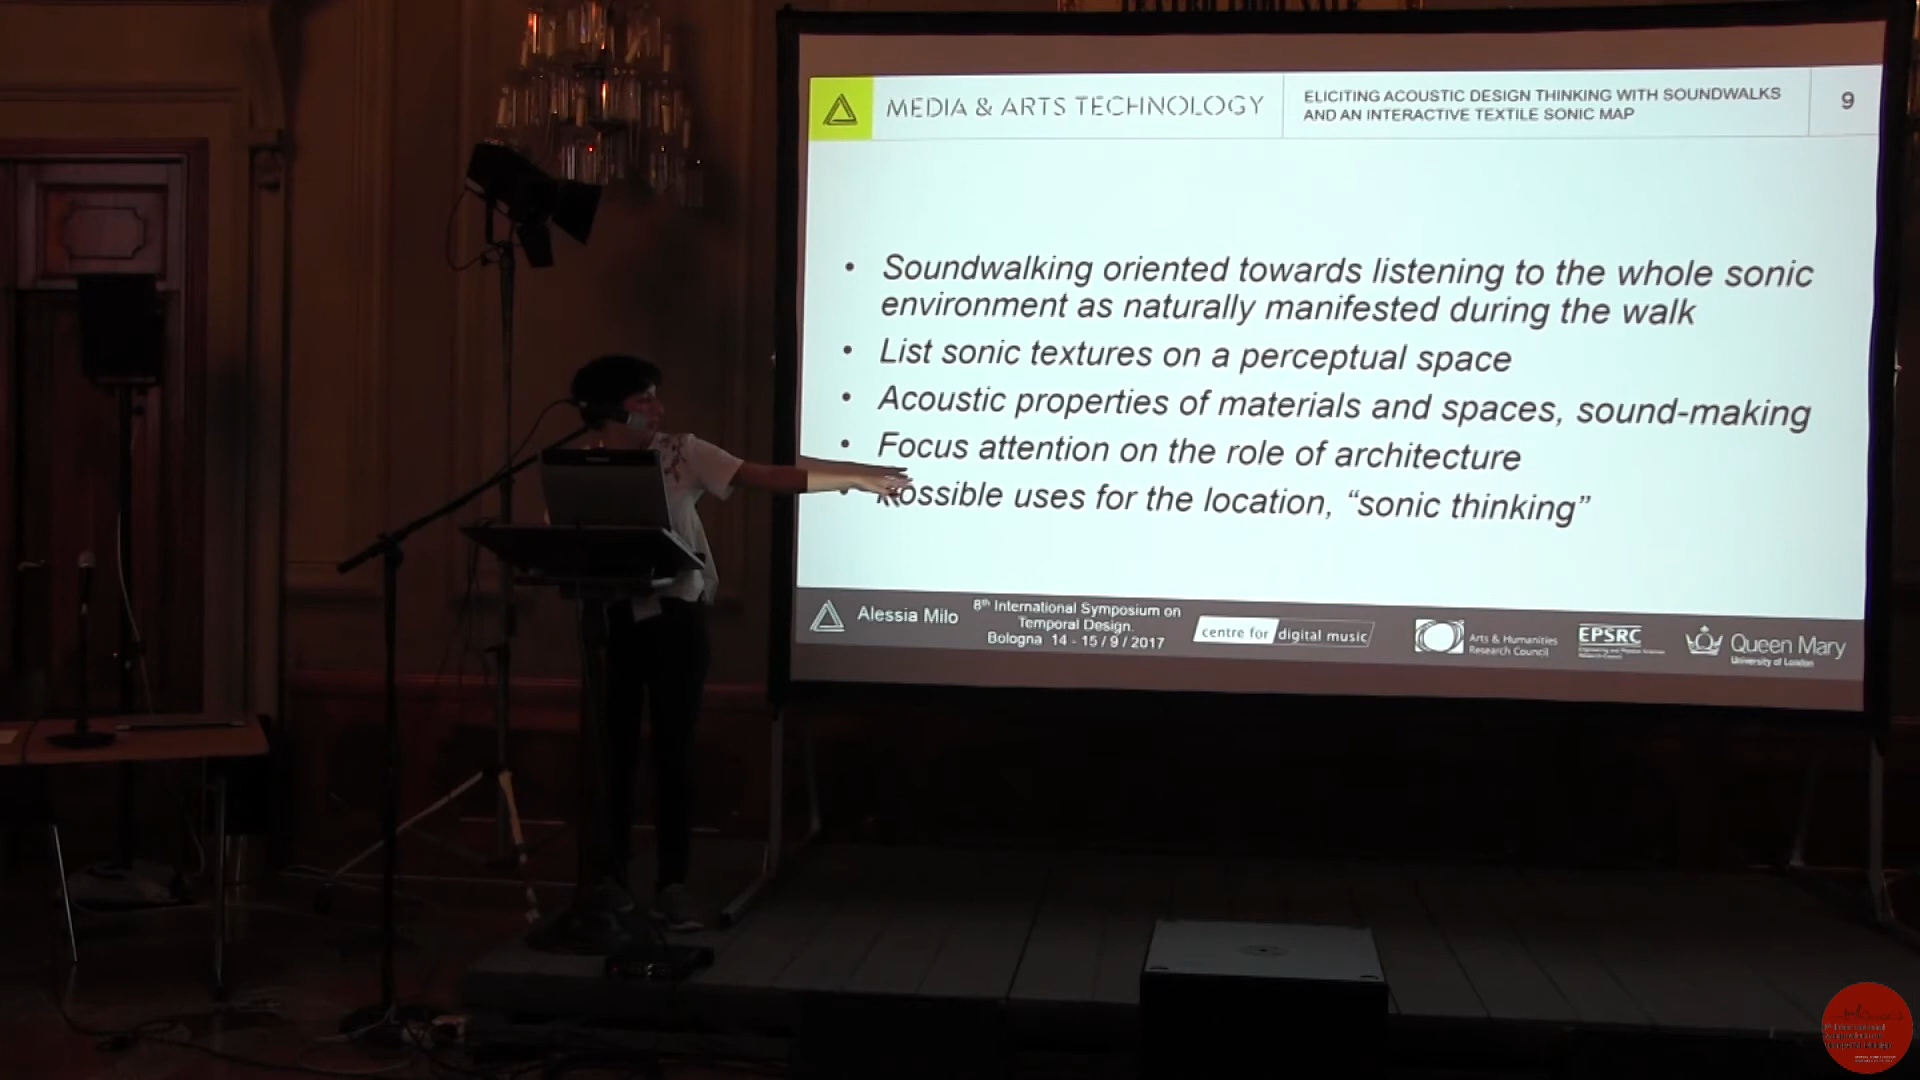 MEDIA & ARTS TECHNOLOGY
ELICITING ACOUSTIC DESIGN THINKING WITH SOUNDWALKS
AND AN INTERACTIVE TEXTILE SONIC MAP
9
• Soundwalking oriented towards listening to the whole sonic
environment as naturally manifested during the walk
• List sonic textures on a perceptual space
• Acoustic properties of materials and spaces, sound-making
• Focus attention on the role of architecture
• Possible uses for the location, “sonic thinking”
Alessia Milo
8th International Symposium on
Temporal Design.
Bologna 14 - 15 / 9 / 2017
centre for digital music
Arts & Humanities
Research Council
EPSRC
Queen Mary
University of London